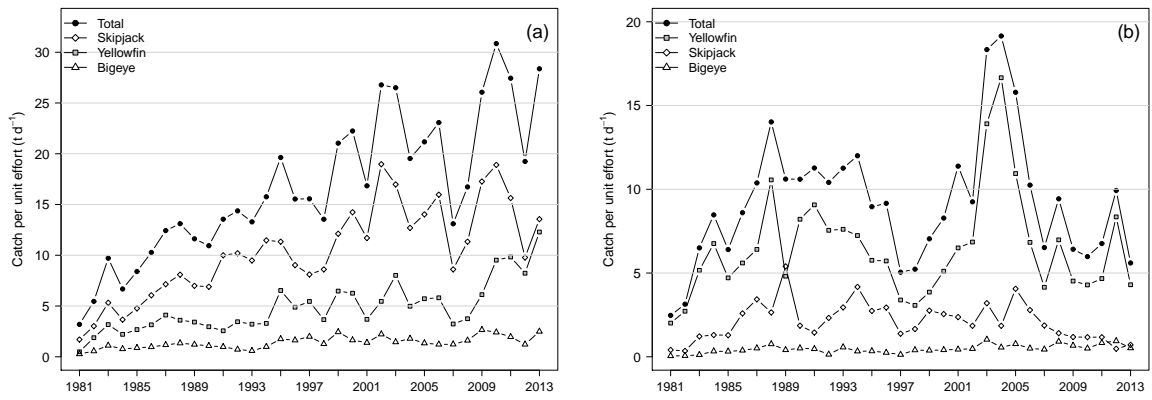 (a)
Total
Skipjack
Yellowfin
Bigeye
Catch per unit effort (t d⁻¹)
30
25
20
15
10
5
0
1981 1985 1989 1993 1997 2001 2005 2009 2013
(b)
Total
Yellowfin
Skipjack
Bigeye
Catch per unit effort (t d⁻¹)
20
15
10
5
0
1981 1985 1989 1993 1997 2001 2005 2009 2013